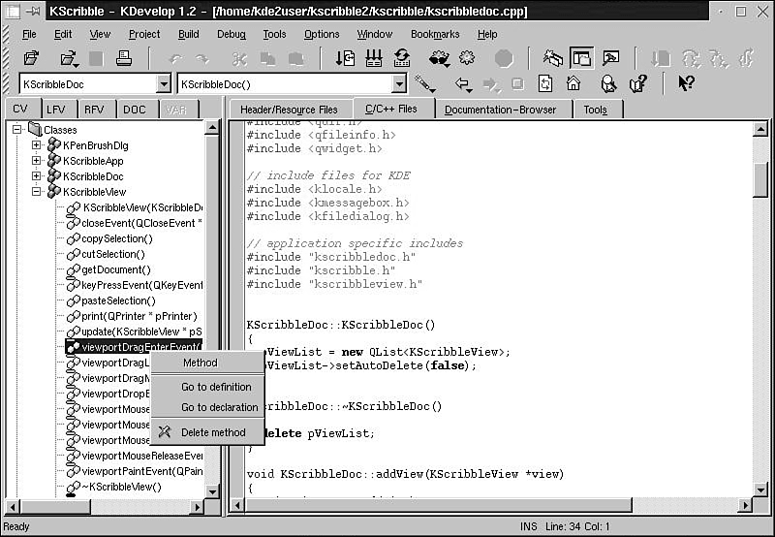 KScribble - KDevelop 1.2 - [/home/kde2user/kscribble2/kscribble/kscribbledoc.cpp]
File Edit View Project Build Debug Tools Options Window Bookmarks Help
KScribbleDoc KScribbleDoc()
CV LFV RFV DOC VAR
Header/Resource Files C/C++ Files Documentation-Browser Tools
Classes
KPenBrushDlg
KScribbleApp
KScribbleDoc
KScribbleView
KScribbleView(KScribbleD
closeEvent(QCloseEvent *
copySelection()
cutSelection()
getDocument()
keyPressEvent(QKeyEven
pasteSelection()
print(QPrinter * pPrinter)
update(KScribbleView * pS
viewportDragEnterEvent(
viewportDragL
viewportDragM
viewportDropE
viewportMouse
viewportMouse
viewportMouse
viewportMouseReleaseEver
viewportPaintEvent(QPain
~KScribbleView()
Method
Go to definition
Go to declaration
Delete method
#include <qdir.h>
#include <qfileinfo.h>
#include <qwidget.h>
// include files for KDE
#include <klocale.h>
#include <kmessagebox.h>
#include <kfiledialog.h>
// application specific includes
#include "kscribbledoc.h"
#include "kscribble.h"
#include "kscribbleview.h"
KScribbleDoc::KScribbleDoc()
{
pViewList = new QList<KScribbleView>;
pViewList->setAutoDelete(false);
cribbleDoc::~KScribbleDoc()
delete pViewList;
}
void KScribbleDoc::addView(KScribbleView *view)
{
Ready INS Line: 34 Col: 1